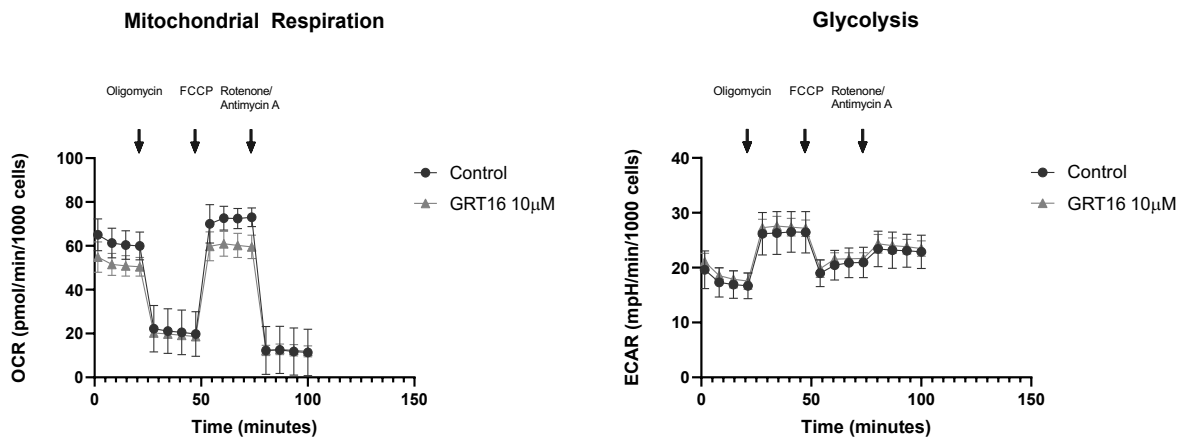 Mitochondrial Respiration
Oligomycin
FCCP
Rotenone/
Antimycin A
OCR (pmol/min/1000 cells)
100
80
60
40
20
0
0
50
100
150
Time (minutes)
Control
GRT16 10μM
Glycolysis
Oligomycin
FCCP
Rotenone/
Antimycin A
ECAR (mpH/min/1000 cells)
40
30
20
10
0
0
50
100
150
Time (minutes)
Control
GRT16 10μM